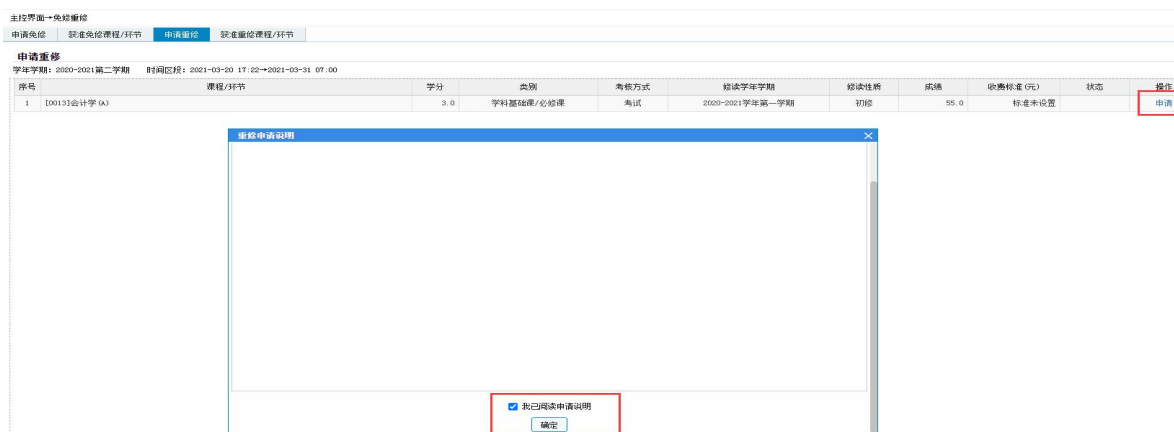 主控界面→免修重修
申请免修 获准免修课程/环节 申请重修 获准重修课程/环节
申请重修
学年学期：2020-2021第二学期 时间区段：2021-03-20 17:22→2021-03-31 07:00
序号 课程/环节 学分 类别 考核方式 修读学年学期 修读性质 成绩 收费标准(元) 状态 操作
1 [0013]会计学(A) 3.0 学科基础课/必修课 考试 2020-2021学年第一学期 初修 55.0 标准未设置 申请
重修申请说明
我已阅读申请说明
确定